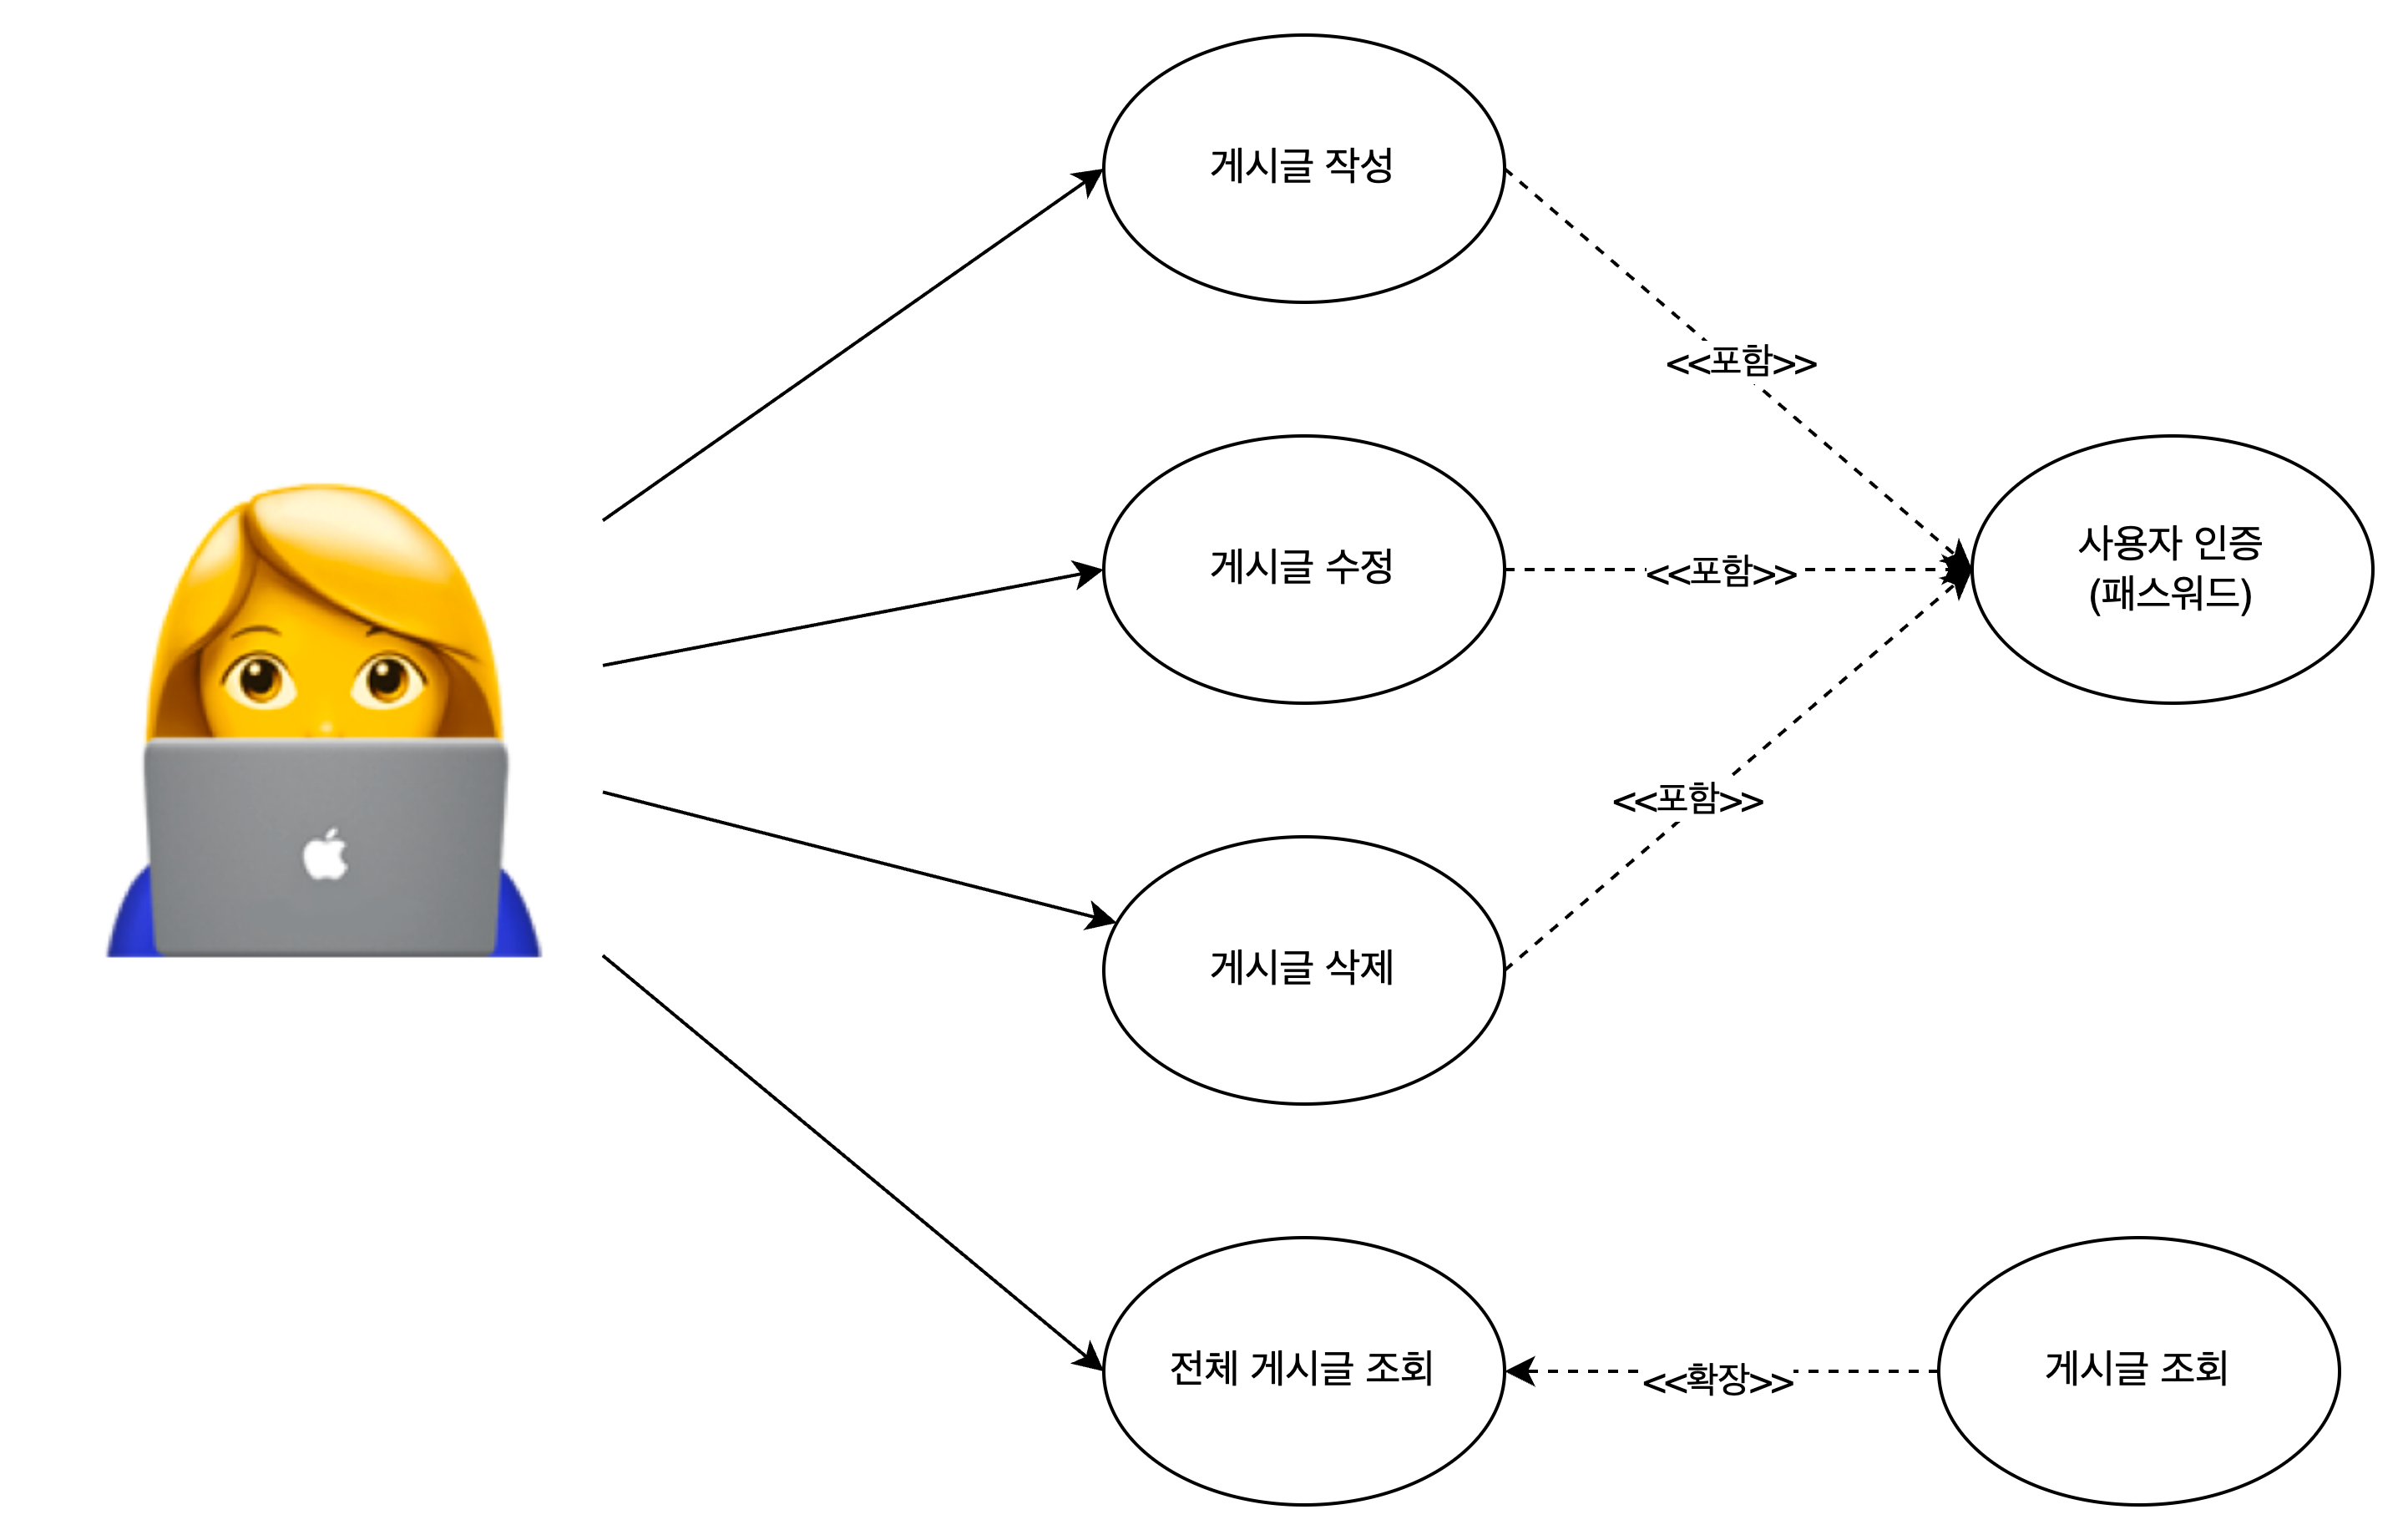 게시글 작성
<<포함>>
게시글 수정
<<포함>>
사용자 인증
(패스워드)
<<포함>>
게시글 삭제
전체 게시글 조회
<<확장>>
게시글 조회